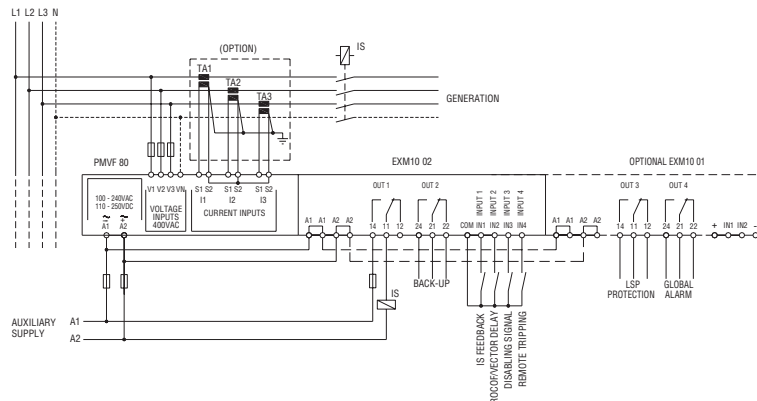 L1 L2 L3 N
(OPTION)
IS
TA1
TA2
TA3
GENERATION
PMVF 80
EXM10 02
OPTIONAL EXM10 01
100 - 240VAC
110 - 250VDC
~ ~
− +
A1 A2
V1 V2 V3 VN
VOLTAGE
INPUTS
400VAC
S1 S2 S1 S2 S1 S2
I1 I2 I3
CURRENT INPUTS
A1 A1 A2 A2
OUT 1
14 11 12
OUT 2
24 21 22
INPUT 1
INPUT 2
INPUT 3
INPUT 4
COM IN1 IN2 IN3 IN4
A1 A1 A2 A2
OUT 3
14 11 12
OUT 4
24 21 22
+ IN1 IN2 -
BACK-UP
LSP
PROTECTION
GLOBAL
ALARM
IS
IS FEEDBACK
ROCOF/VECTOR DELAY
DISABLING SIGNAL
REMOTE TRIPPING
AUXILIARY
SUPPLY
A1
A2